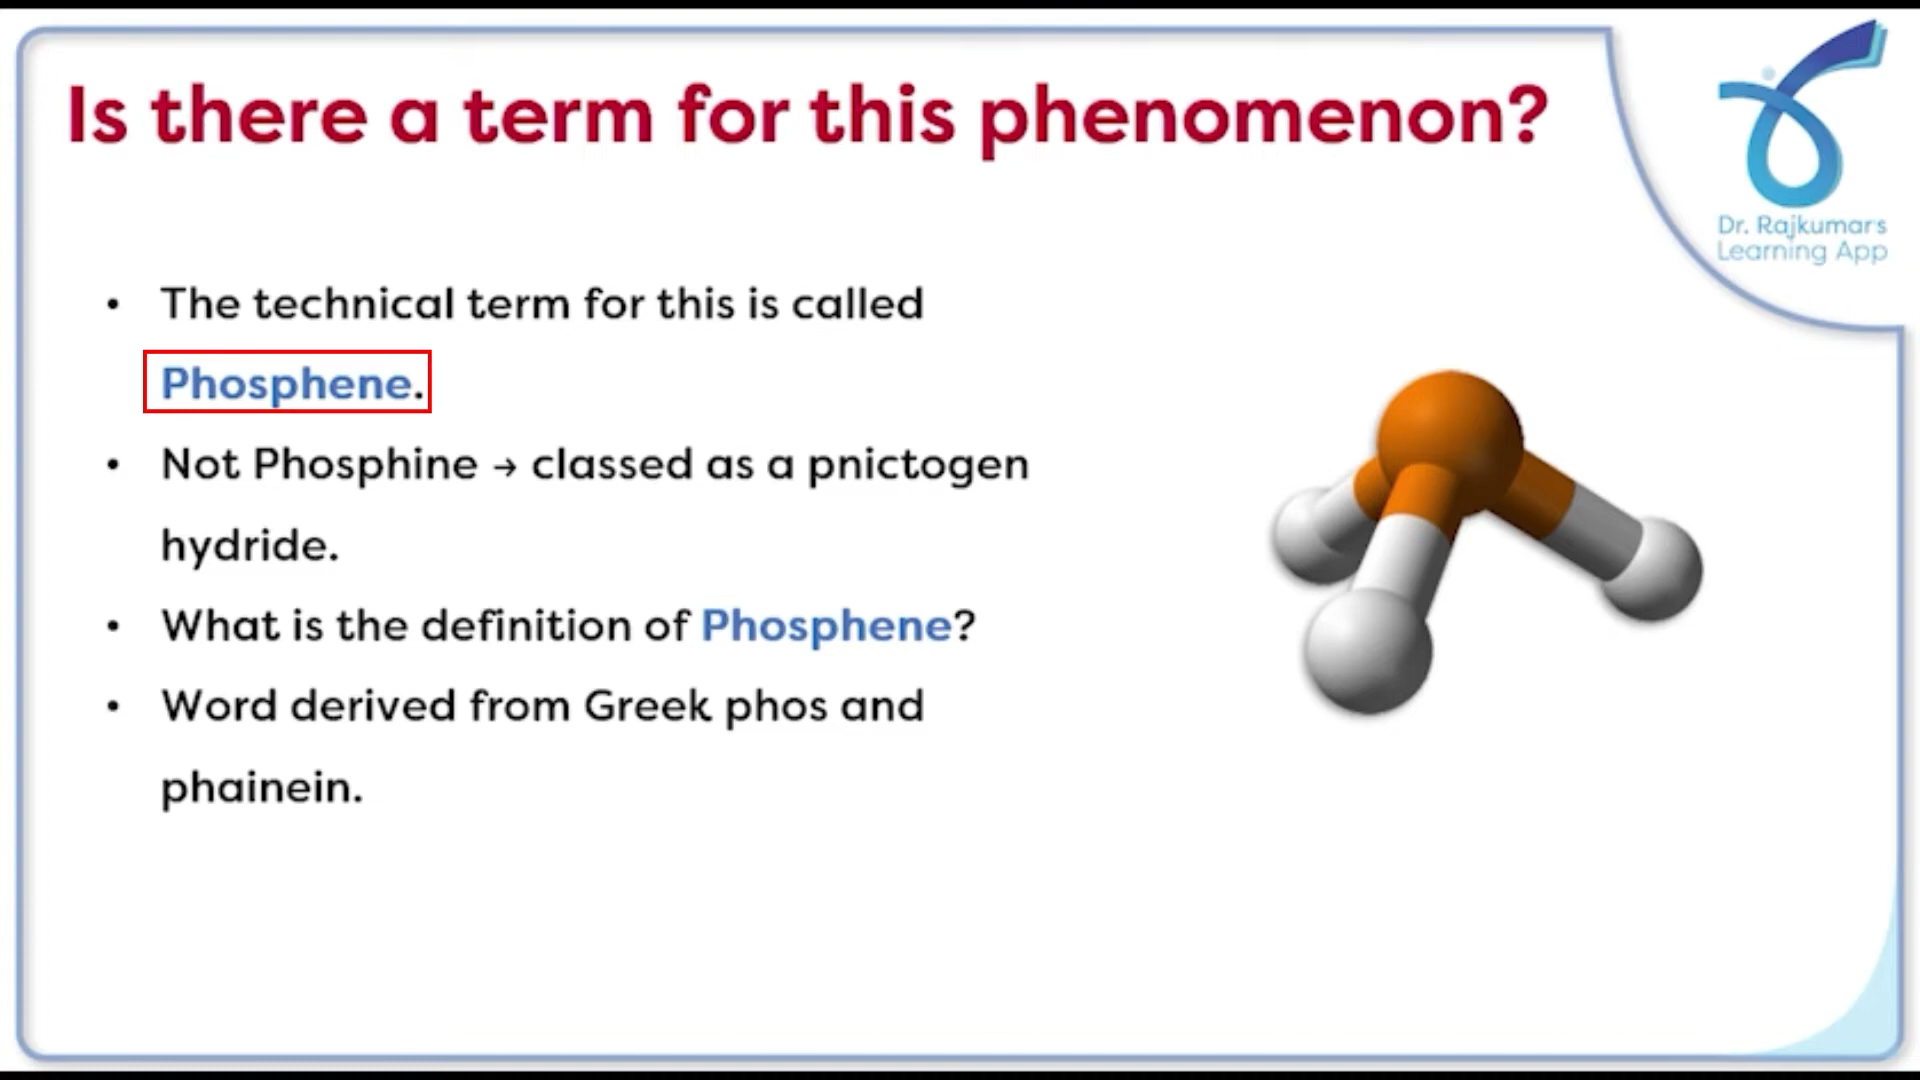 Is there a term for this phenomenon?
Dr. Rajkumar's
Learning App
• The technical term for this is called
Phosphene.
• Not Phosphine → classed as a pnictogen
hydride.
• What is the definition of Phosphene?
• Word derived from Greek phos and
phainein.